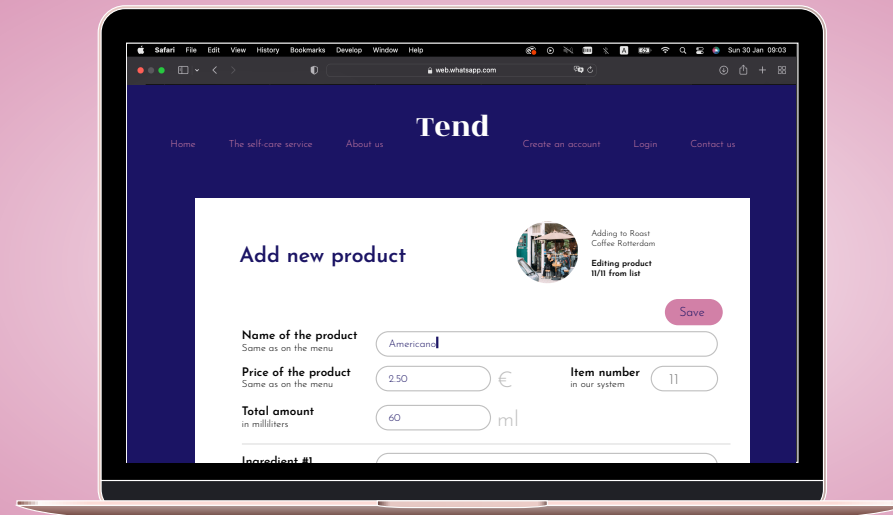 Safari File Edit View History Bookmarks Develop Window Help Sun 30 Jan 09:03
web.whatsapp.com
Tend
Home The self-care service About us Create an account Login Contact us
Adding to Roast
Coffee Rotterdam
Add new product
Editing product
11/11 from list
Save
Name of the product
Same as on the menu
Americano
Price of the product
Same as on the menu
2.50 €
Item number
in our system
11
Total amount
in milliliters
60 ml
Ingredient #1